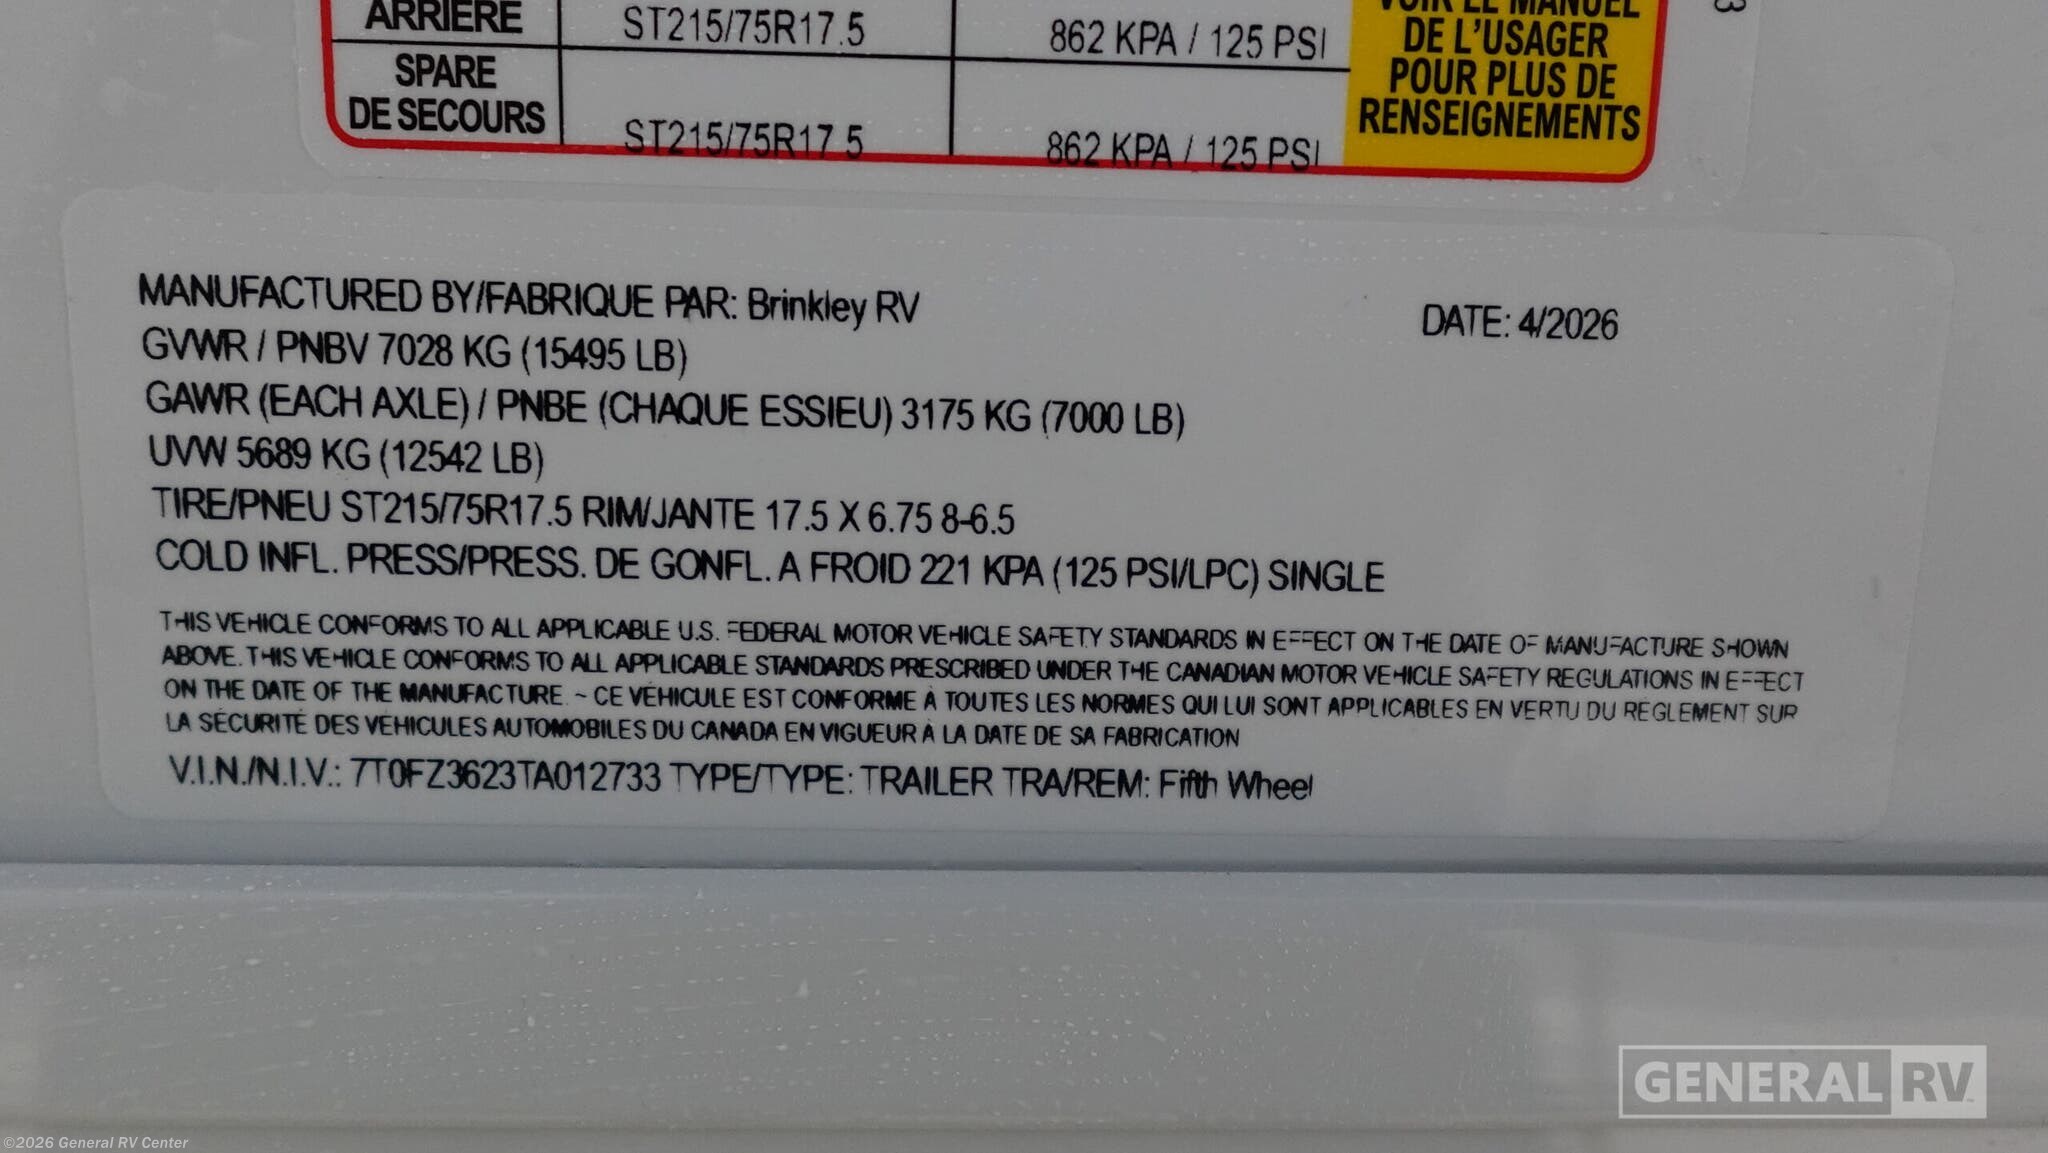 ARRIÈRE ST215/75R17.5 862 KPA / 125 PSI
SPARE
DE SECOURS ST215/75R17.5 862 KPA / 125 PSI
VOIR LE MANUEL
DE L'USAGER
POUR PLUS DE
RENSEIGNEMENTS
3
MANUFACTURED BY/FABRIQUE PAR: Brinkley RV DATE: 4/2026
GVWR / PNBV 7028 KG (15495 LB)
GAWR (EACH AXLE) / PNBE (CHAQUE ESSIEU) 3175 KG (7000 LB)
UVW 5689 KG (12542 LB)
TIRE/PNEU ST215/75R17.5 RIM/JANTE 17.5 X 6.75 8-6.5
COLD INFL. PRESS/PRESS. DE GONFL. A FROID 221 KPA (125 PSI/LPC) SINGLE
THIS VEHICLE CONFORMS TO ALL APPLICABLE U.S. FEDERAL MOTOR VEHICLE SAFETY STANDARDS IN EFFECT ON THE DATE OF MANUFACTURE SHOWN
ABOVE. THIS VEHICLE CONFORMS TO ALL APPLICABLE STANDARDS PRESCRIBED UNDER THE CANADIAN MOTOR VEHICLE SAFETY REGULATIONS IN EFFECT
ON THE DATE OF THE MANUFACTURE ~ CE VÉHICULE EST CONFORME À TOUTES LES NORMES QUI LUI SONT APPLICABLES EN VERTU DU RÉGLEMENT SUR
LA SÉCURITÉ DES VÉHICULES AUTOMOBILES DU CANADA EN VIGUEUR À LA DATE DE SA FABRICATION
V.I.N./N.I.V.: 7T0FZ3623TA012733 TYPE/TYPE: TRAILER TRA/REM: Fifth Wheel
GENERAL RV
©2026 General RV Center